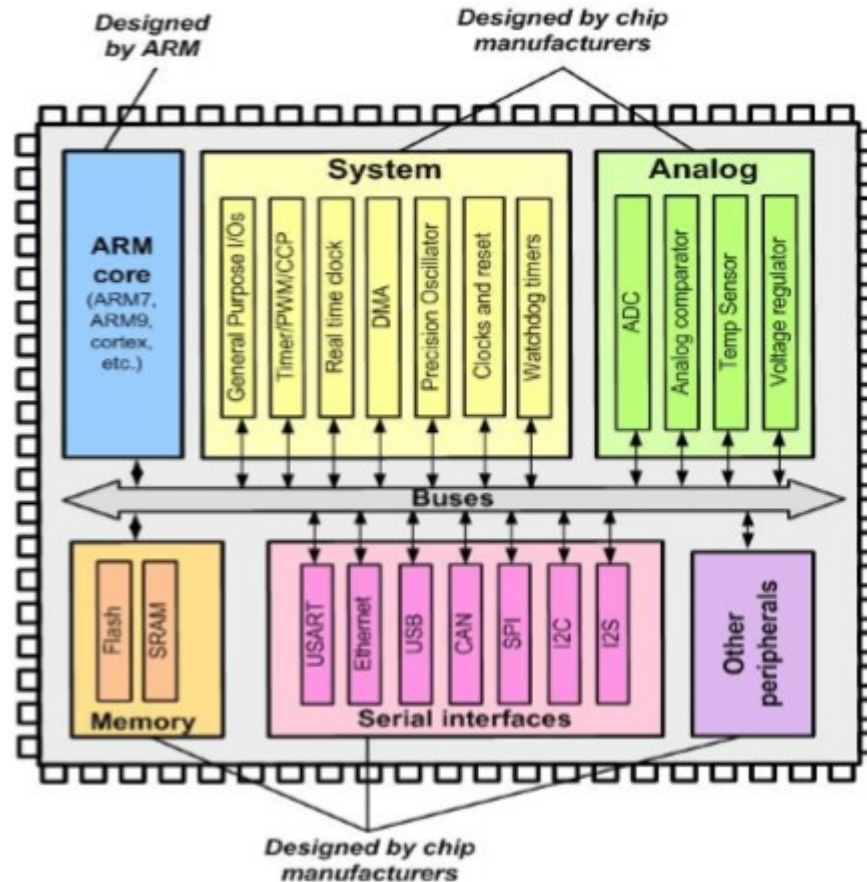 Designed
by ARM
Designed by chip
manufacturers
ARM
core
(ARM7,
ARM9,
cortex,
etc.)
System
General Purpose I/Os
Timer/PWM/CCP
Real time clock
DMA
Precision Oscillator
Clocks and reset
Watchdog timers
Analog
ADC
Analog comparator
Temp Sensor
Voltage regulator
Buses
Flash
SRAM
Memory
USART
Ethernet
USB
CAN
SPI
I2C
I2S
Serial interfaces
Other
peripherals
Designed by chip
manufacturers